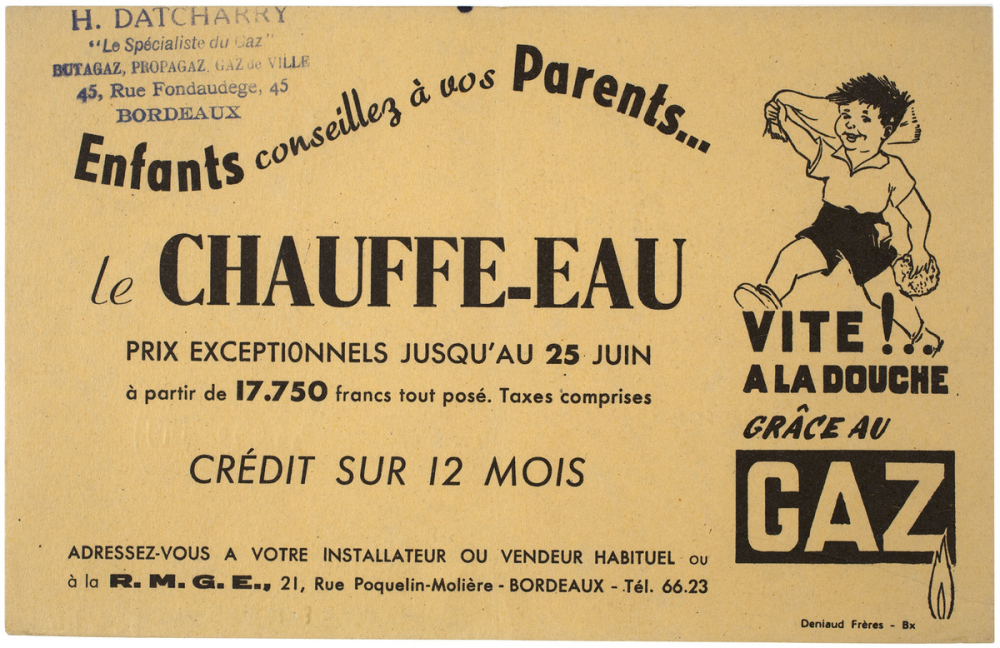 H. DATCHARRY
"Le Spécialiste du Gaz"
BUTAGAZ, PROPAGAZ, GAZ de VILLE
45, Rue Fondaudège, 45
BORDEAUX
Enfants conseillez à vos Parents...
le CHAUFFE-EAU
PRIX EXCEPTIONNELS JUSQU'AU 25 JUIN
à partir de 17.750 francs tout posé. Taxes comprises
CRÉDIT SUR 12 MOIS
ADRESSEZ-VOUS A VOTRE INSTALLATEUR OU VENDEUR HABITUEL ou
à la R. M. G. E., 21, Rue Poquelin-Molière - BORDEAUX - Tél. 66.23
VITE !...
A LA DOUCHE
GRÂCE AU
GAZ
Deniaud Frères - Bx